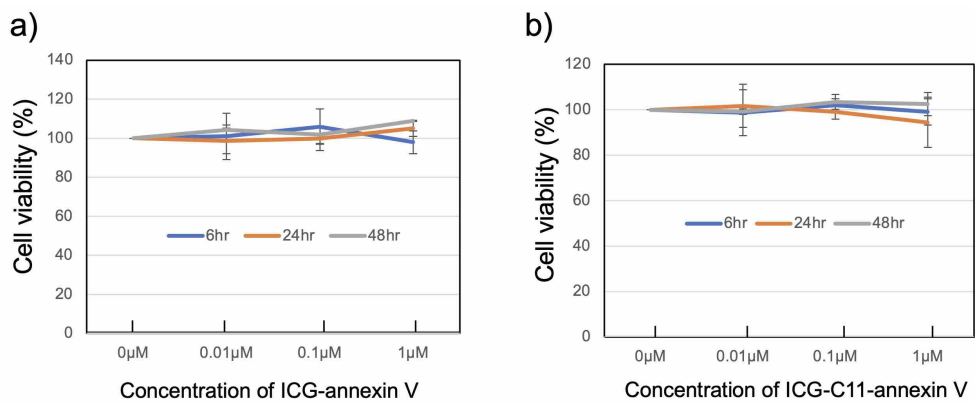 a)
140
120
100
80
60
40
20
0
Cell viability (%)
6hr 24hr 48hr
0μM 0.01μM 0.1μM 1μM
Concentration of ICG-annexin V
b)
120
100
80
60
40
20
0
Cell viability (%)
6hr 24hr 48hr
0μM 0.01μM 0.1μM 1μM
Concentration of ICG-C11-annexin V